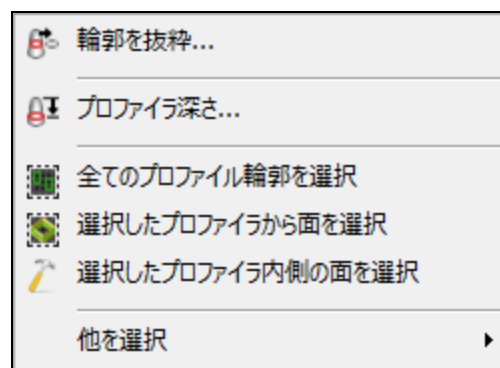 輪郭を抜粋...
プロファイラ深さ...
全てのプロファイル輪郭を選択
選択したプロファイラから面を選択
選択したプロファイラ内側の面を選択
他を選択